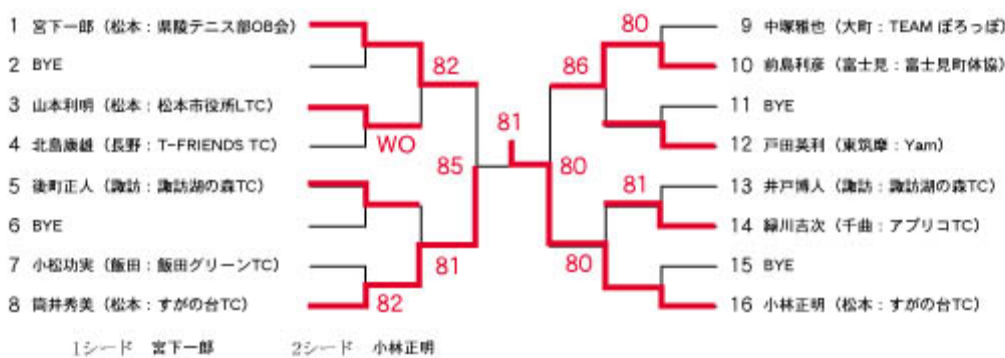 1 宮下一郎（松本：県陵テニス部OB会）
2 BYE
3 山本利明（松本：松本市役所LTC）
4 北島康雄（長野：T-FRIENDS TC）
5 後町正人（諏訪：諏訪湖の森TC）
6 BYE
7 小松功実（飯田：飯田グリーンTC）
8 筒井秀美（松本：すがの台TC）
82
WO
85
81
82
81
80
86
80
81
80
9 中塚雅也（大町：TEAM ぽろっぽ）
10 前島利彦（富士見：富士見町体協）
11 BYE
12 戸田英利（東筑摩：Yam）
13 井戸博人（諏訪：諏訪湖の森TC）
14 緑川吉次（千曲：アプリコTC）
15 BYE
16 小林正明（松本：すがの台TC）
1シード 宮下一郎 2シード 小林正明